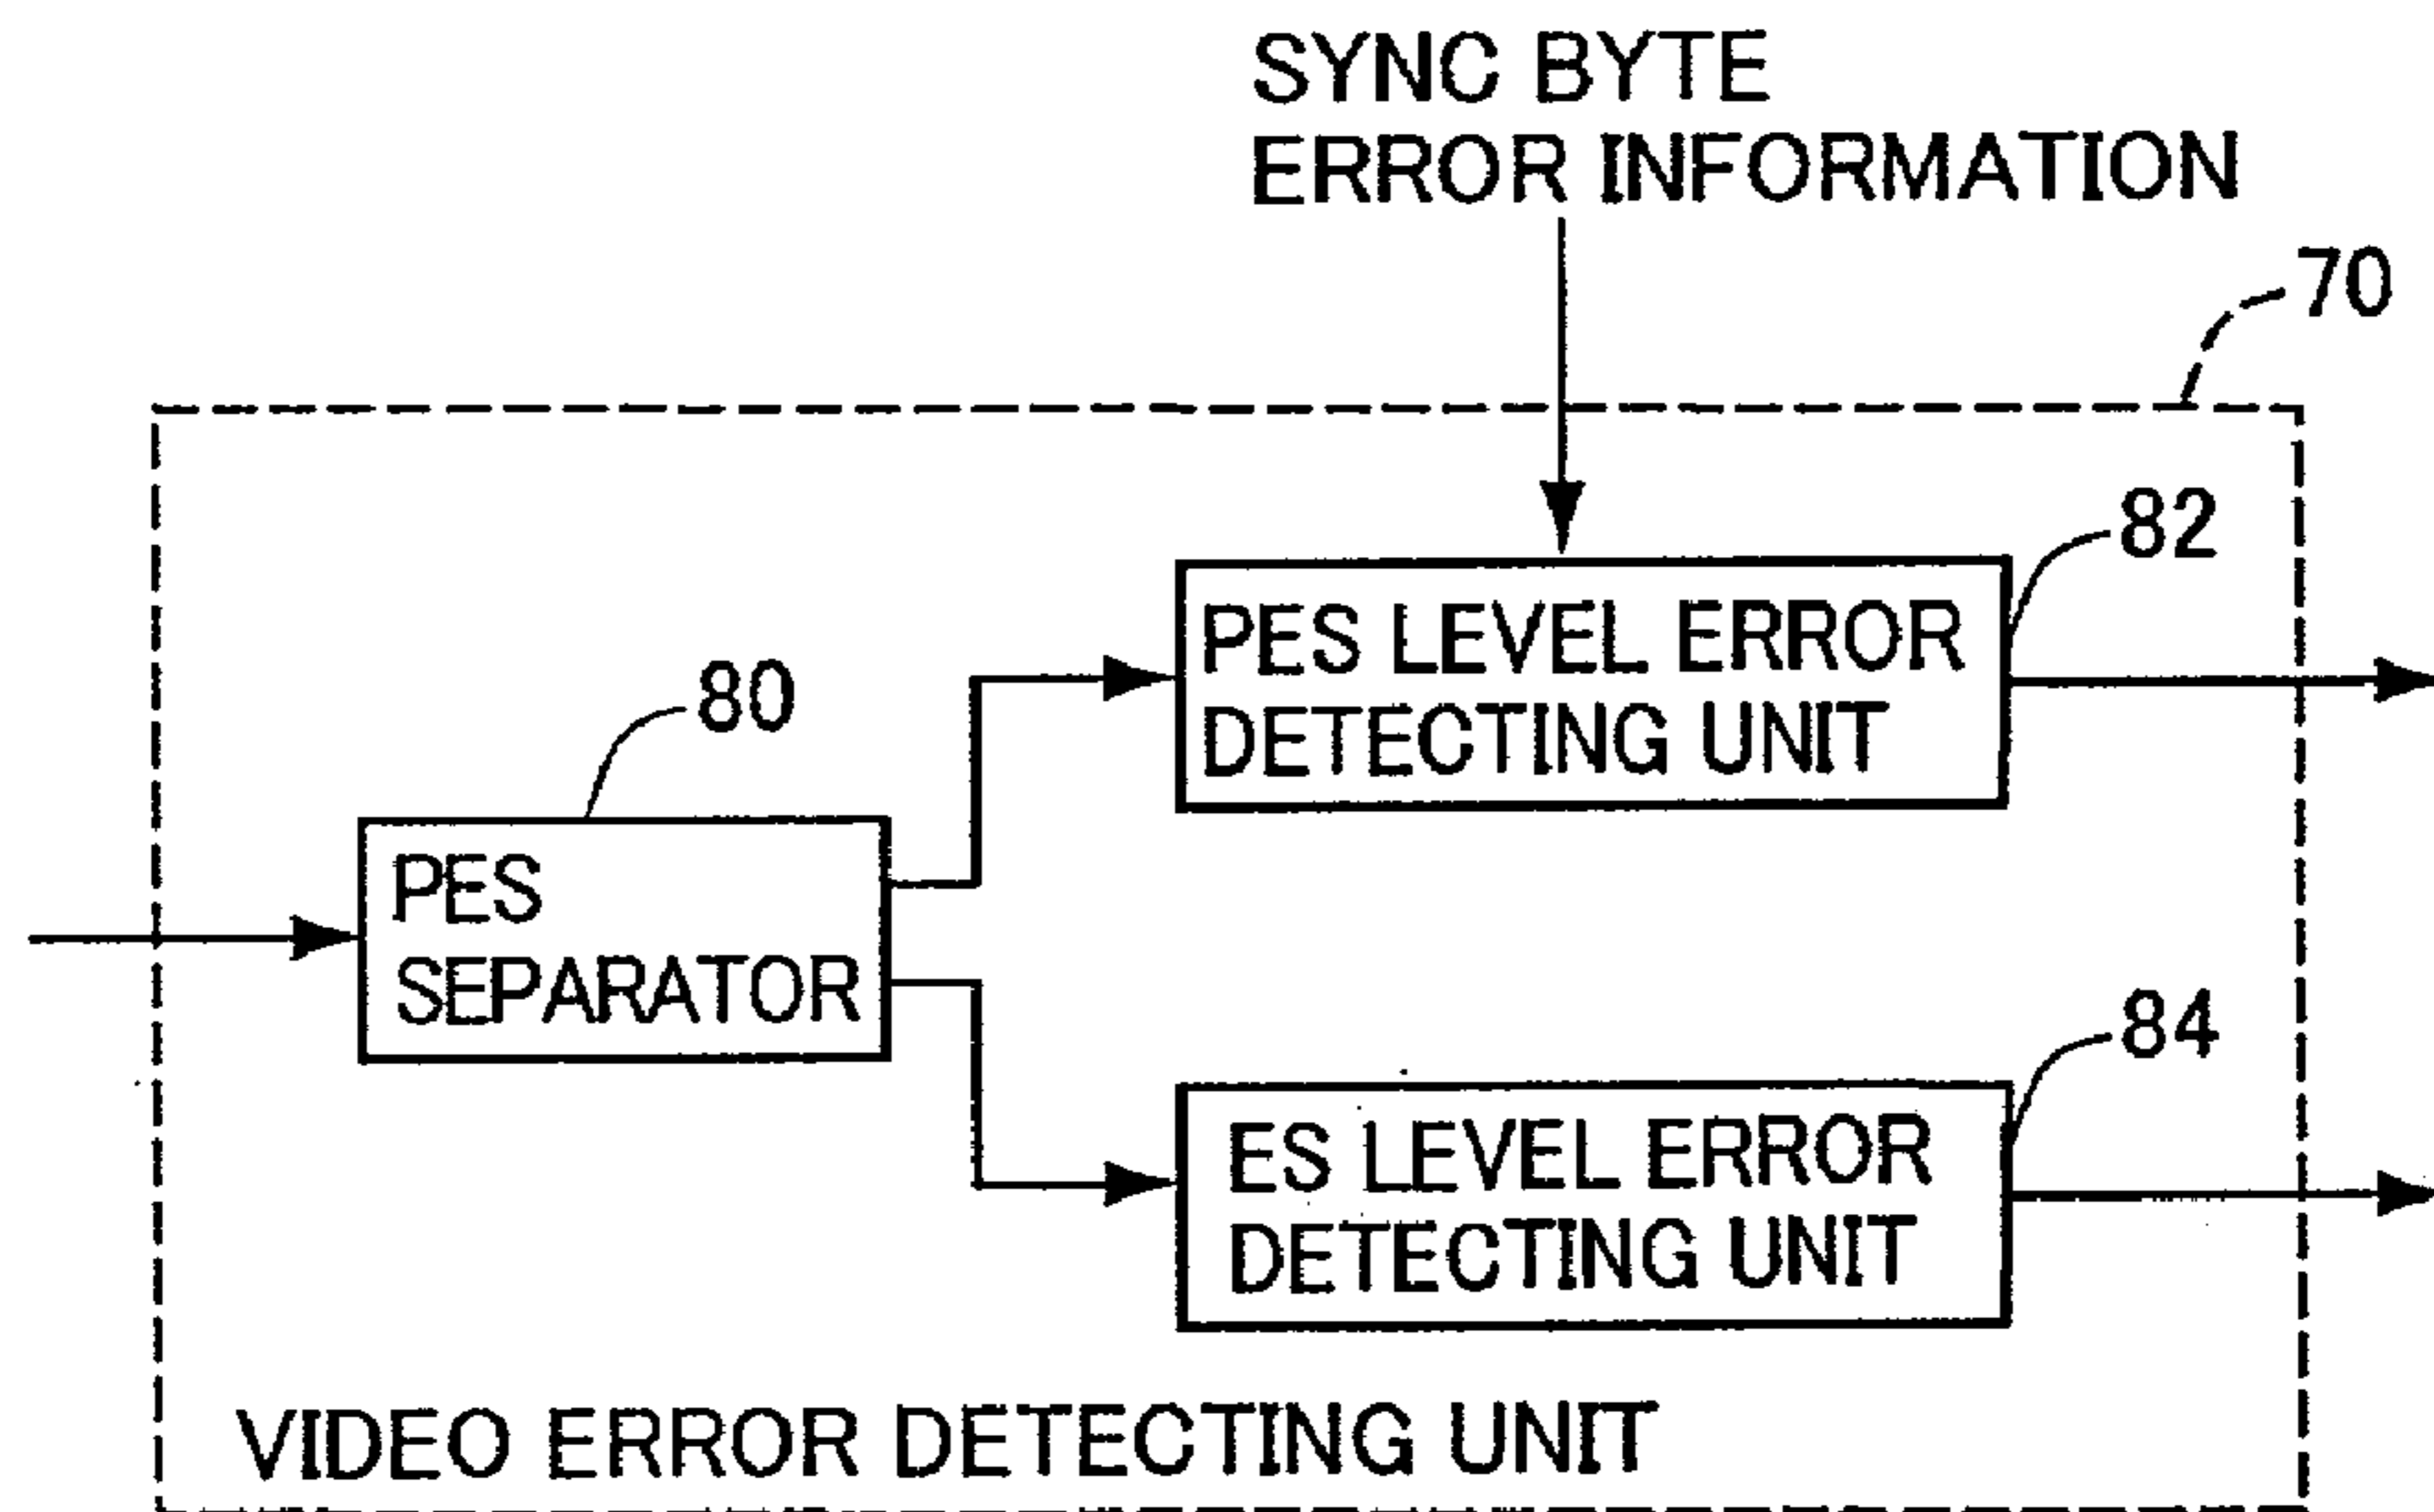 SYNC BYTE
ERROR INFORMATION
70
82
PES LEVEL ERROR
DETECTING UNIT
80
PES
SEPARATOR
84
ES LEVEL ERROR
DETECTING UNIT
VIDEO ERROR DETECTING UNIT